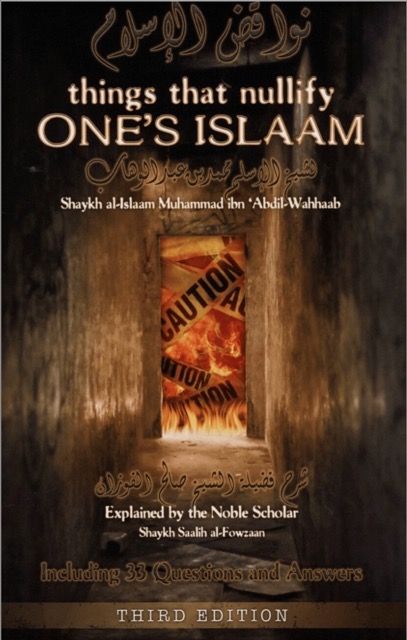 نواقض الإسلام
things that nullify
ONE'S ISLAAM
لشيخ الإسلام محمد بن عبد الوهاب
Shaykh al-Islaam Muhammad ibn ‘Abdil-Wahhaab
CAUTION
CAUTION
شرح فضيلة الشيخ صالح الفوزان
Explained by the Noble Scholar
Shaykh Saalih al-Fowzaan
Including 33 Questions and Answers
THIRD EDITION